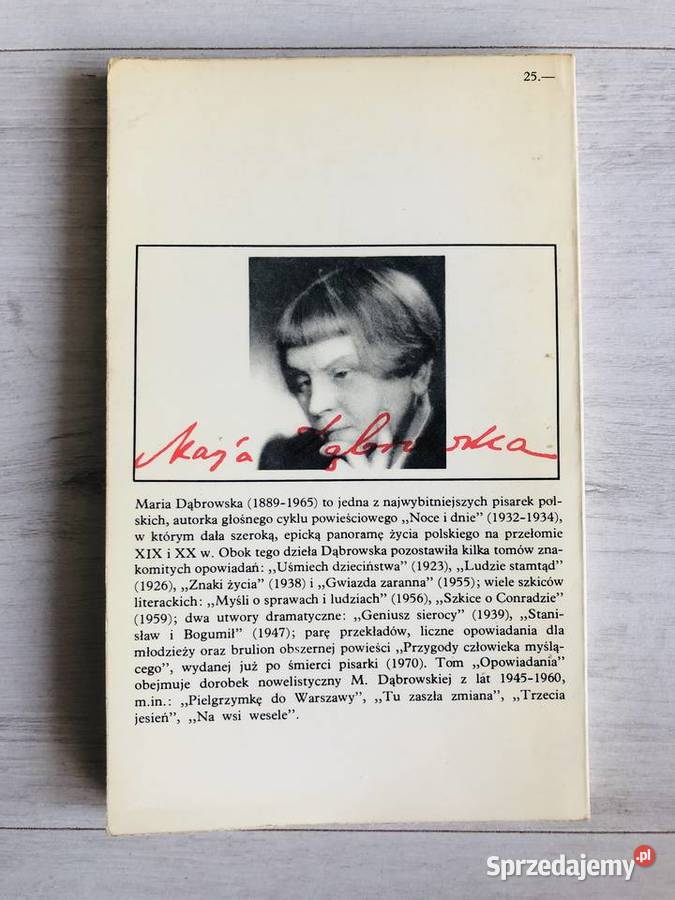 25.—
Maria Dąbrowska
Maria Dąbrowska (1889-1965) to jedna z najwybitniejszych pisarek pol-
skich, autorka głośnego cyklu powieściowego „Noce i dnie” (1932-1934),
w którym dała szeroką, epicką panoramę życia polskiego na przełomie
XIX i XX w. Obok tego dzieła Dąbrowska pozostawiła kilka tomów zna-
komitych opowiadań: „Uśmiech dzieciństwa” (1923), „Ludzie stamtąd”
(1926), „Znaki życia” (1938) i „Gwiazda zaranna” (1955); wiele szkiców
literackich: „Myśli o sprawach i ludziach” (1956), „Szkice o Conradzie”
(1959); dwa utwory dramatyczne: „Geniusz sierocy” (1939), „Stani-
sław i Bogumił” (1947); parę przekładów, liczne opowiadania dla
młodzieży oraz brulion obszernej powieści „Przygody człowieka myślą-
cego”, wydanej już po śmierci pisarki (1970). Tom „Opowiadania”
obejmuje dorobek nowelistyczny M. Dąbrowskiej z lat 1945-1960,
m.in.: „Pielgrzymkę do Warszawy”, „Tu zaszła zmiana”, „Trzecia
jesień”, „Na wsi wesele”.
Sprzedajemy.pl